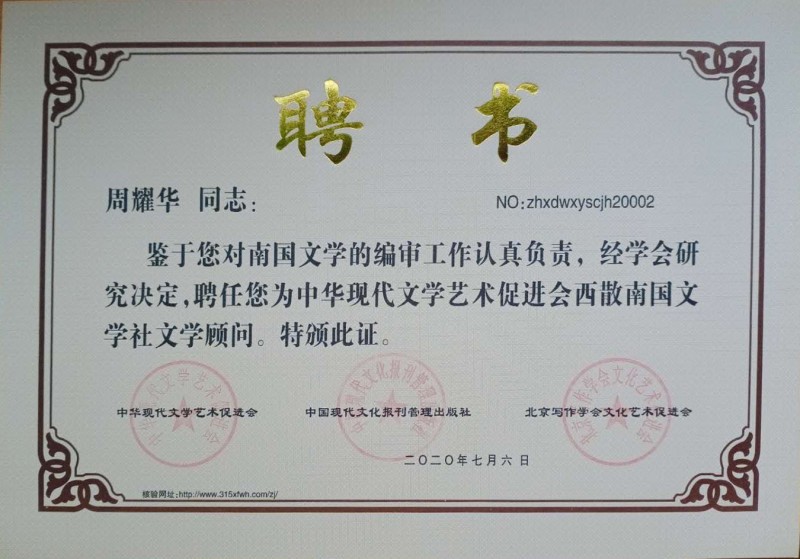 聘 书
周耀华 同志：
NO:zhxdwxyscjh20002
鉴于您对南国文学的编审工作认真负责，经学会研
究决定，聘任您为中华现代文学艺术促进会西散南国文
学社文学顾问。特颁此证。
中华现代文学艺术促进会
中国现代文化报刊管理出版社
北京写作学会文化艺术促进会
二〇二〇年七月六日
核验网址:http://www.315xfwh.com/zj/